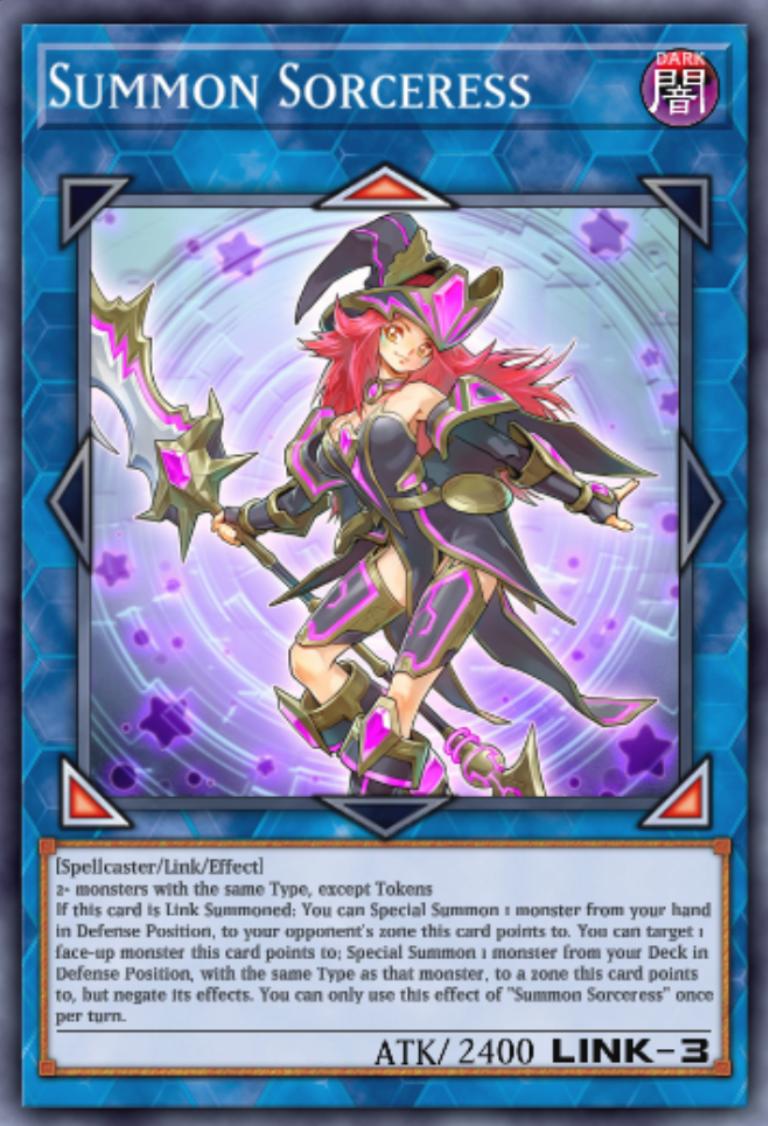 SUMMON SORCERESS
DARK
闇
[Spellcaster/Link/Effect]
2+ monsters with the same Type, except Tokens
If this card is Link Summoned: You can Special Summon 1 monster from your hand
in Defense Position, to your opponent's zone this card points to. You can target 1
face-up monster this card points to; Special Summon 1 monster from your Deck in
Defense Position, with the same Type as that monster, to a zone this card points
to, but negate its effects. You can only use this effect of "Summon Sorceress" once
per turn.
ATK/ 2400 LINK-3